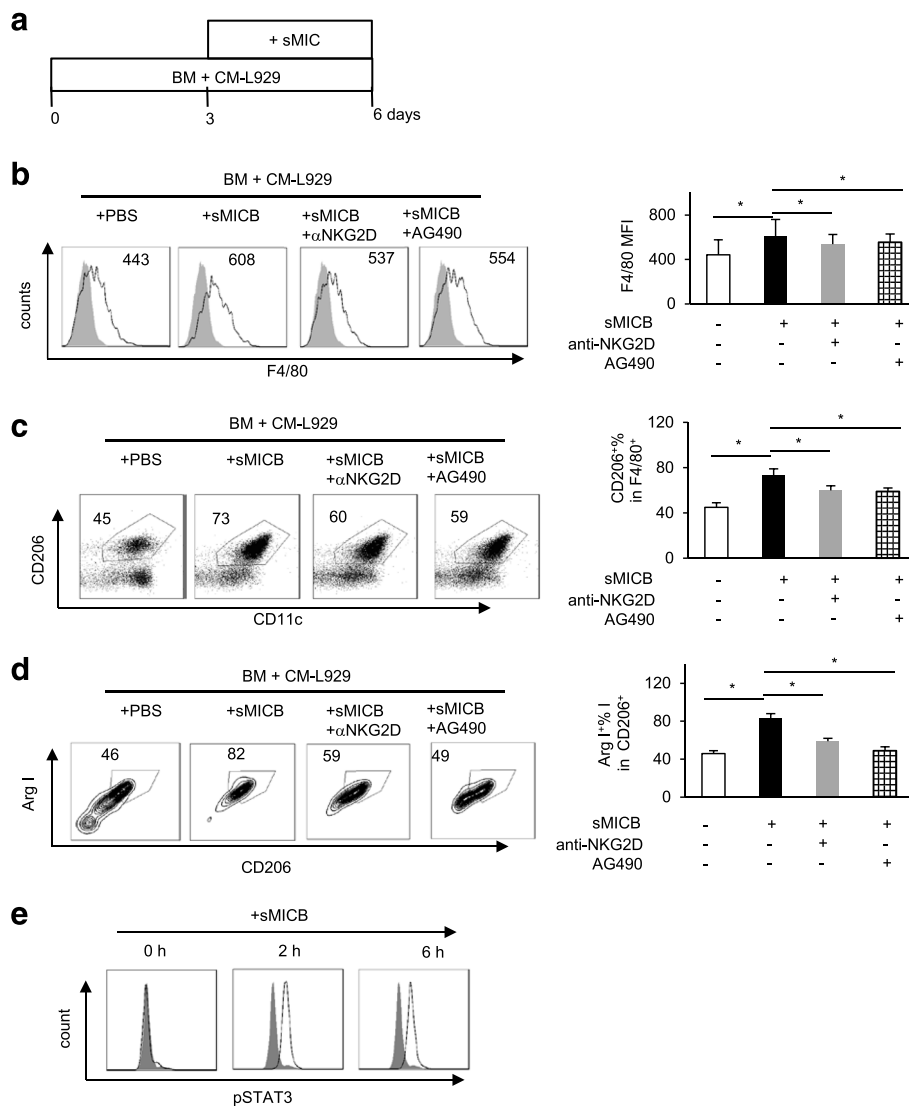 a
+ sMIC
BM + CM-L929
0 3 6 days
b
BM + CM-L929
+PBS +sMICB +sMICB +sMICB
+αNKG2D +AG490
443 608 537 554
counts
F4/80
*
* *
F4/80 MFI
800
400
0
sMICB - + + +
anti-NKG2D - - + -
AG490 - - - +
c
BM + CM-L929
+PBS +sMICB +sMICB +sMICB
+αNKG2D +AG490
45 73 60 59
CD206
CD11c
*
* *
CD206+%
in F4/80+
120
80
40
0
sMICB - + + +
anti-NKG2D - - + -
AG490 - - - +
d
BM + CM-L929
+PBS +sMICB +sMICB +sMICB
+αNKG2D +AG490
46 82 59 49
Arg I
CD206
*
* *
Arg I+% I
in CD206+
120
80
40
0
sMICB - + + +
anti-NKG2D - - + -
AG490 - - - +
e
+sMICB
0 h 2 h 6 h
count
pSTAT3